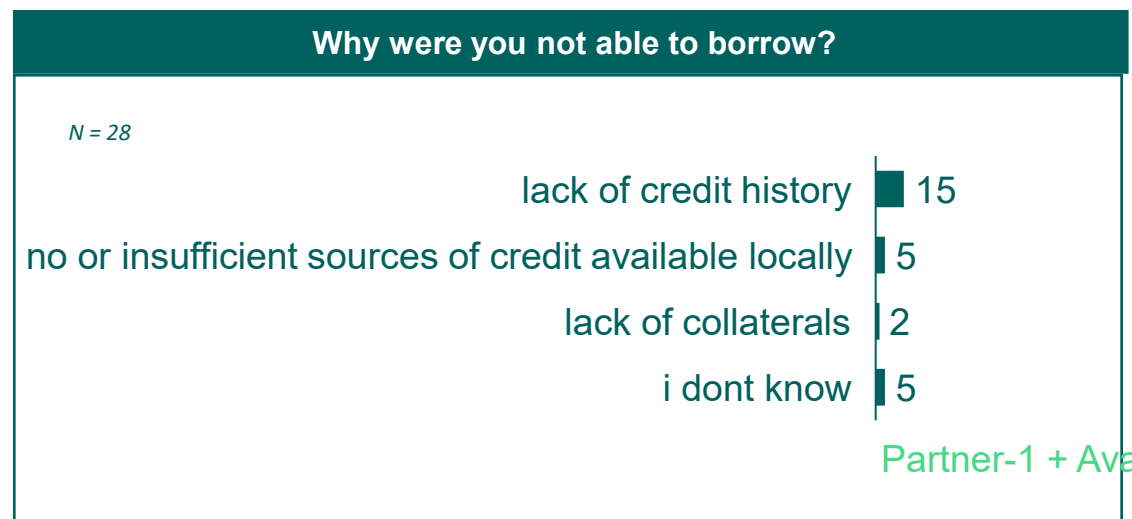 Why were you not able to borrow?
N = 28
lack of credit history 15
no or insufficient sources of credit available locally 5
lack of collaterals 2
i dont know 5
Partner-1 + Ava